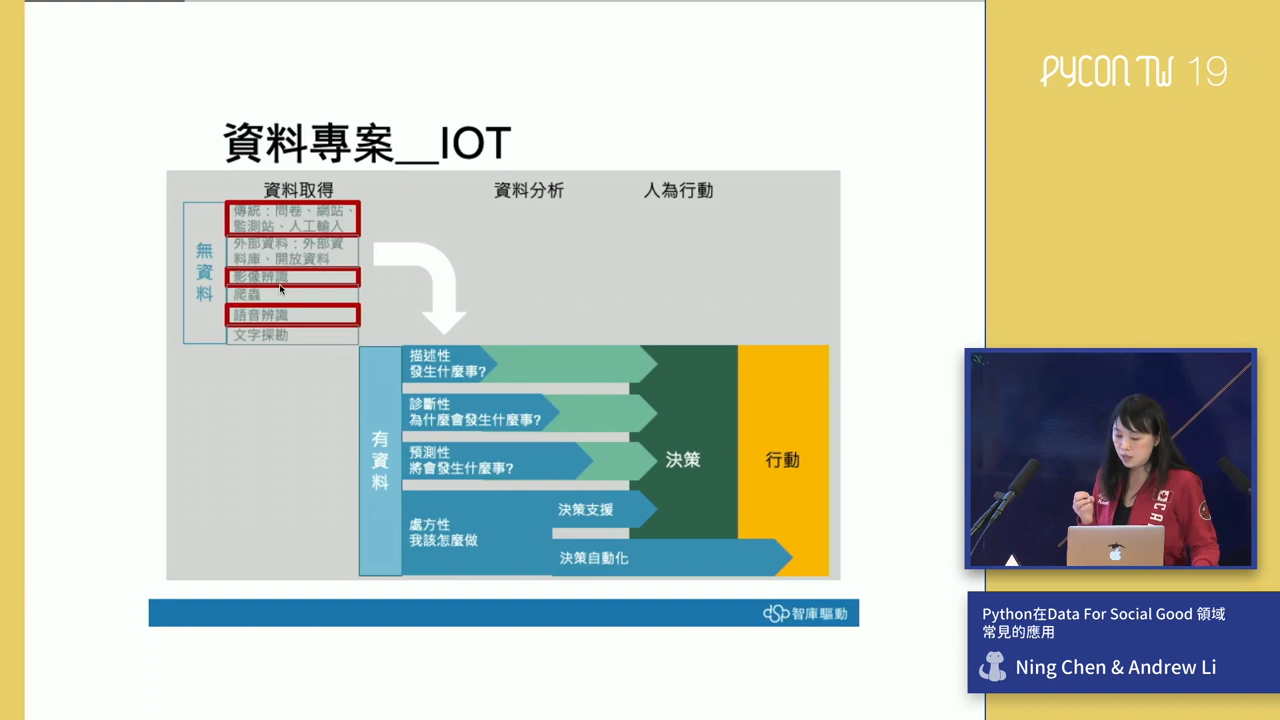 PYCON TW 19
資料專案__IOT
資料取得
資料分析
人為行動
無資料
傳統：問卷、網站、
監測站、人工輸入
外部資料：外部資
料庫、開放資料
影像辨識
爬蟲
語音辨識
文字探勘
有資料
描述性
發生什麼事?
診斷性
為什麼會發生什麼事?
預測性
將會發生什麼事?
處方性
我該怎麼做
決策支援
決策自動化
決策
行動
dsp智庫驅動
Python在Data For Social Good 領域
常見的應用
Ning Chen & Andrew Li